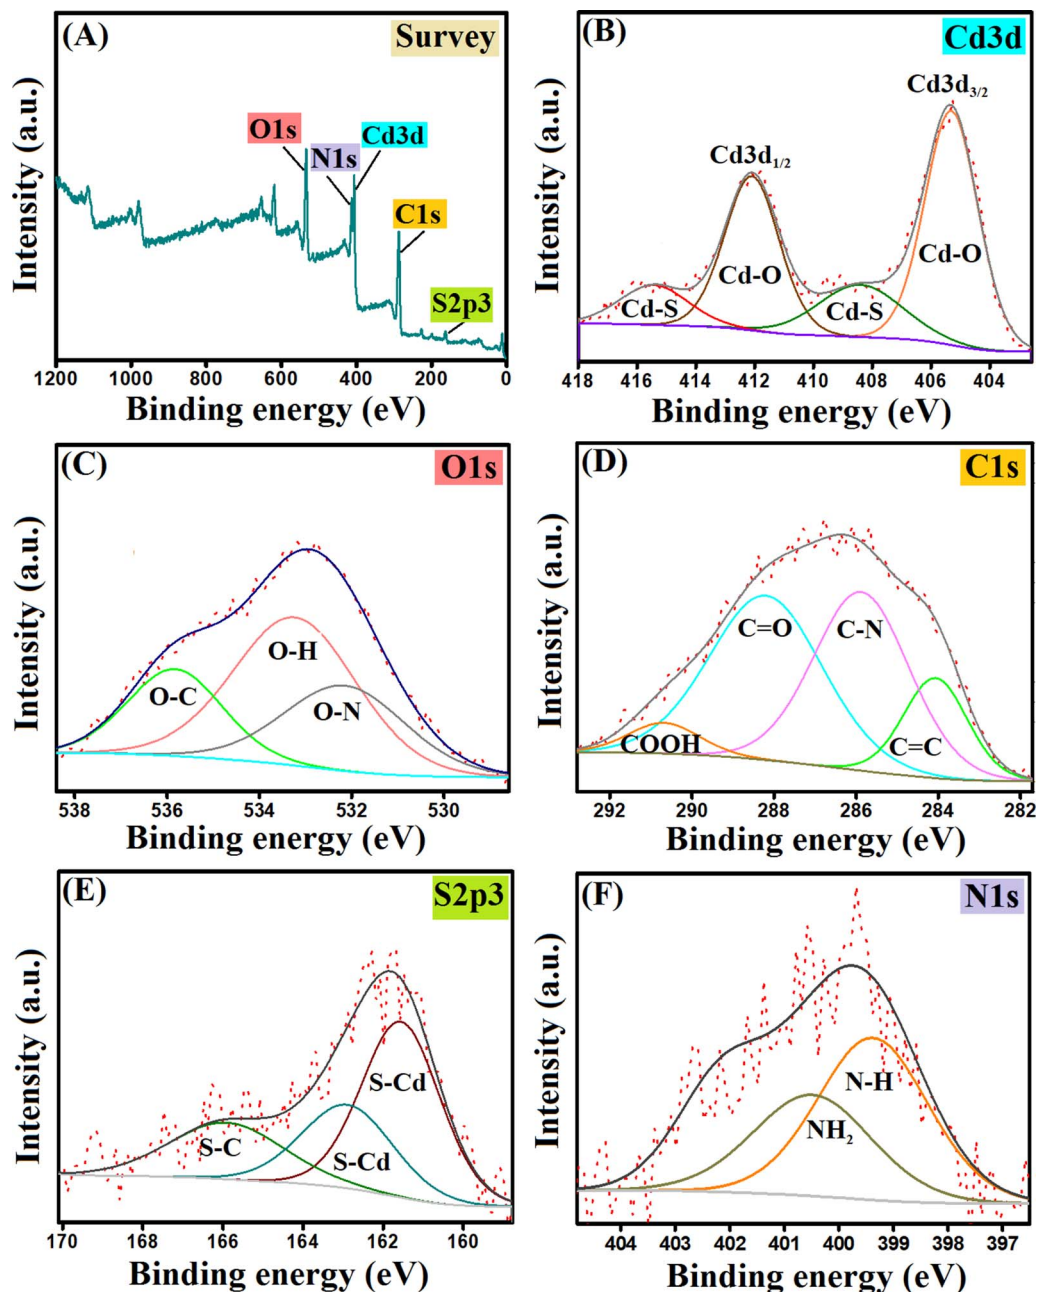 (A)
Survey
O1s
N1s
Cd3d
C1s
S2p3
Intensity (a.u.)
1200 1000 800 600 400 200 0
Binding energy (eV)
(B)
Cd3d
Cd3d3/2
Cd3d1/2
Cd-S
Cd-O
Cd-S
Cd-O
Intensity (a.u.)
418 416 414 412 410 408 406 404
Binding energy (eV)
(C)
O1s
O-C
O-H
O-N
Intensity (a.u.)
538 536 534 532 530
Binding energy (eV)
(D)
C1s
COOH
C=O
C-N
C=C
Intensity (a.u.)
292 290 288 286 284 282
Binding energy (eV)
(E)
S2p3
S-C
S-Cd
S-Cd
Intensity (a.u.)
170 168 166 164 162 160
Binding energy (eV)
(F)
N1s
N-H
NH2
Intensity (a.u.)
404 403 402 401 400 399 398 397
Binding energy (eV)